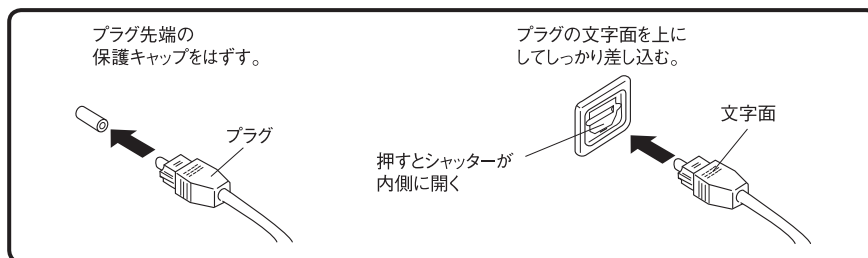 プラグ先端の
保護キャップをはずす。
プラグ
プラグの文字面を上に
してしっかり差し込む。
文字面
押すとシャッターが
内側に開く